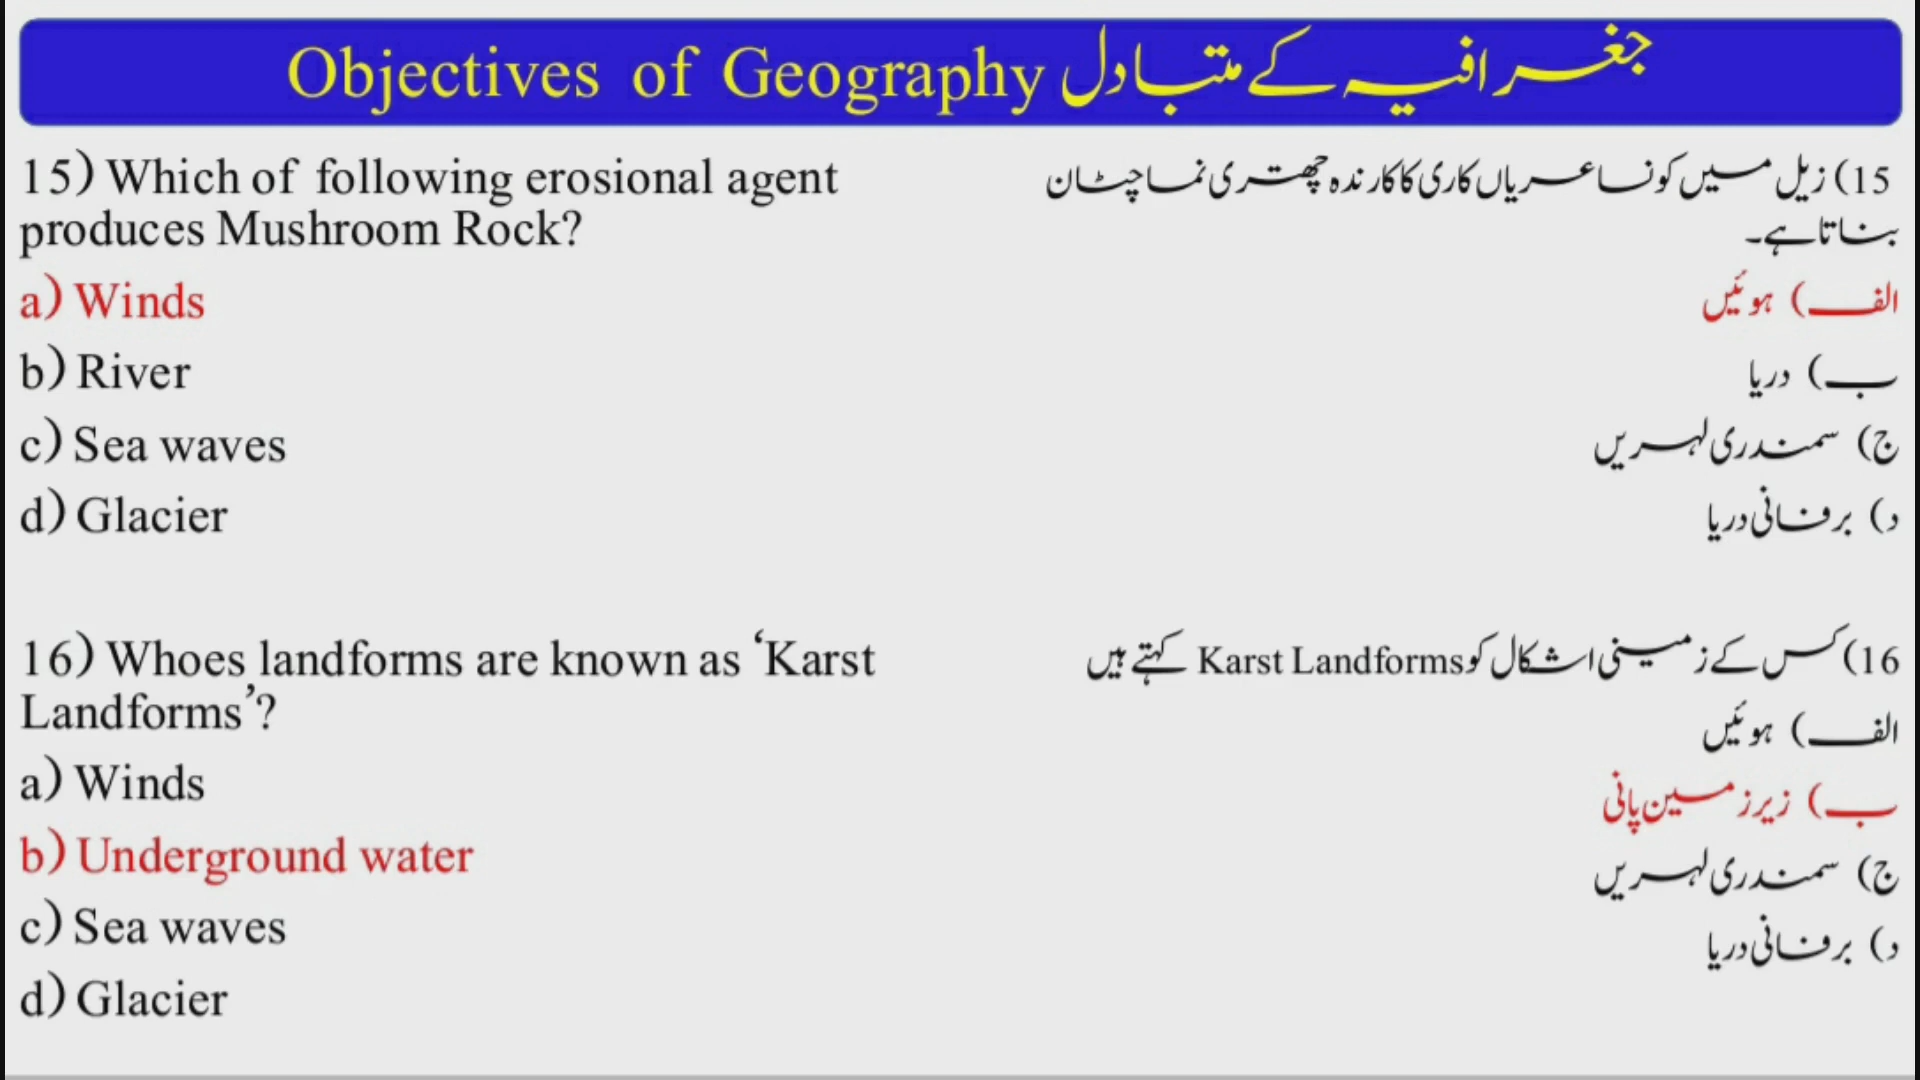 Objectives of Geography جغرافیہ کے متبادل
15) Which of following erosional agent
produces Mushroom Rock?
a) Winds
b) River
c) Sea waves
d) Glacier
15) زیل میں کونسا عریاں کاری کا کارندہ چھتری نما چٹان
بناتا ہے۔
الف) ہوئیں
ب) دریا
ج) سمندری لہریں
د) برفانی دریا
16) Whoes landforms are known as ‘Karst
Landforms’?
a) Winds
b) Underground water
c) Sea waves
d) Glacier
16) کس کے زمینی اشکال کو Karst Landforms کہتے ہیں
الف) ہوئیں
ب) زیر زمین پانی
ج) سمندری لہریں
د) برفانی دریا